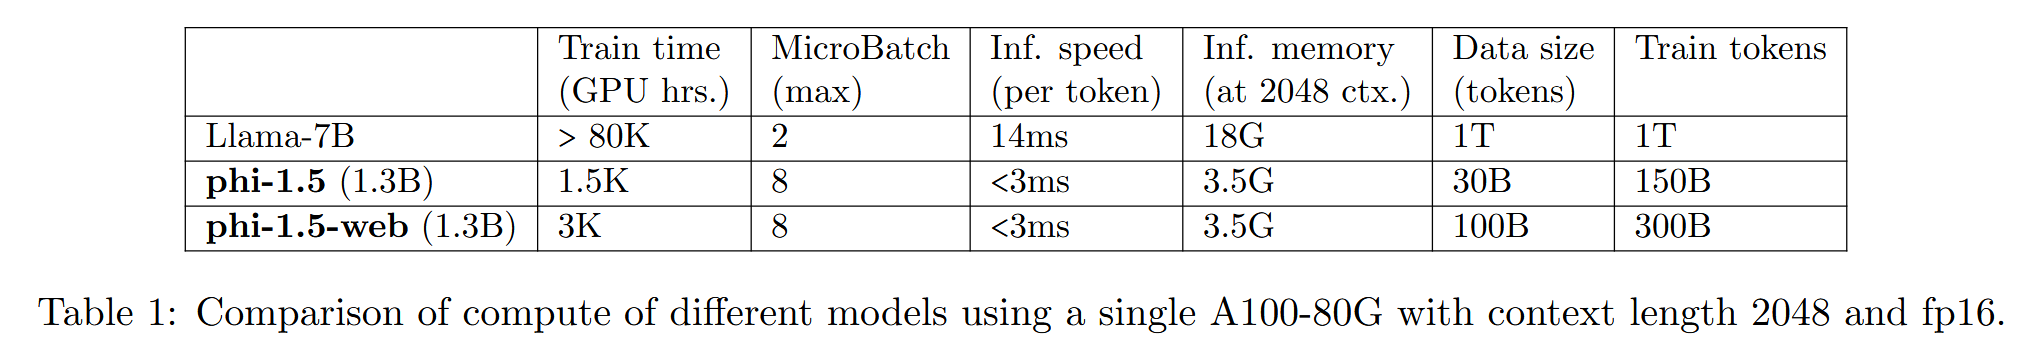 Train time MicroBatch Inf. speed Inf. memory Data size Train tokens
(GPU hrs.) (max) (per token) (at 2048 ctx.) (tokens)
Llama-7B > 80K 2 14ms 18G 1T 1T
phi-1.5 (1.3B) 1.5K 8 <3ms 3.5G 30B 150B
phi-1.5-web (1.3B) 3K 8 <3ms 3.5G 100B 300B
Table 1: Comparison of compute of different models using a single A100-80G with context length 2048 and fp16.